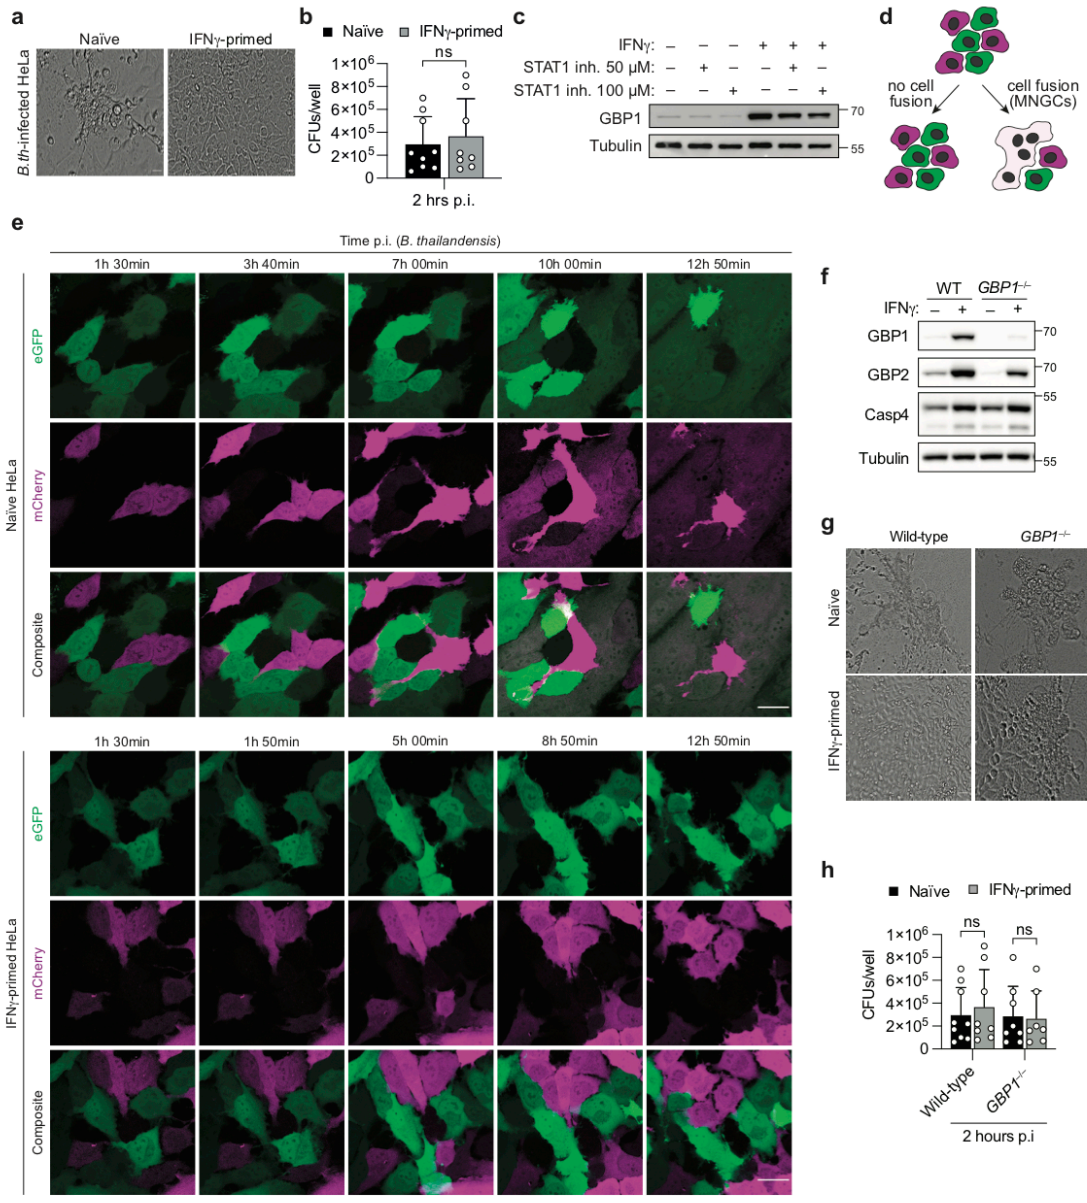 a
Naïve
IFNγ-primed
B.th-infected HeLa
b
Naïve
IFNγ-primed
ns
1×10⁶
8×10⁵
6×10⁵
4×10⁵
2×10⁵
0
CFUs/well
2 hrs p.i.
c
IFNγ: – – – + + +
STAT1 inh. 50 µM: – + – – + –
STAT1 inh. 100 µM: – – + – – +
GBP1
70
Tubulin
55
d
no cell
fusion
cell fusion
(MNGCs)
e
Time p.i. (B. thailandensis)
1h 30min
3h 40min
7h 00min
10h 00min
12h 50min
Naïve HeLa
eGFP
mCherry
Composite
1h 30min
1h 50min
5h 00min
8h 50min
12h 50min
IFNγ-primed HeLa
eGFP
mCherry
Composite
f
WT
GBP1–/–
IFNγ: – + – +
GBP1
70
GBP2
70
Casp4
55
Tubulin
55
g
Wild-type
GBP1–/–
Naïve
IFNγ-primed
h
Naïve
IFNγ-primed
ns
ns
1×10⁶
8×10⁵
6×10⁵
4×10⁵
2×10⁵
0
CFUs/well
Wild-type
GBP1–/–
2 hours p.i